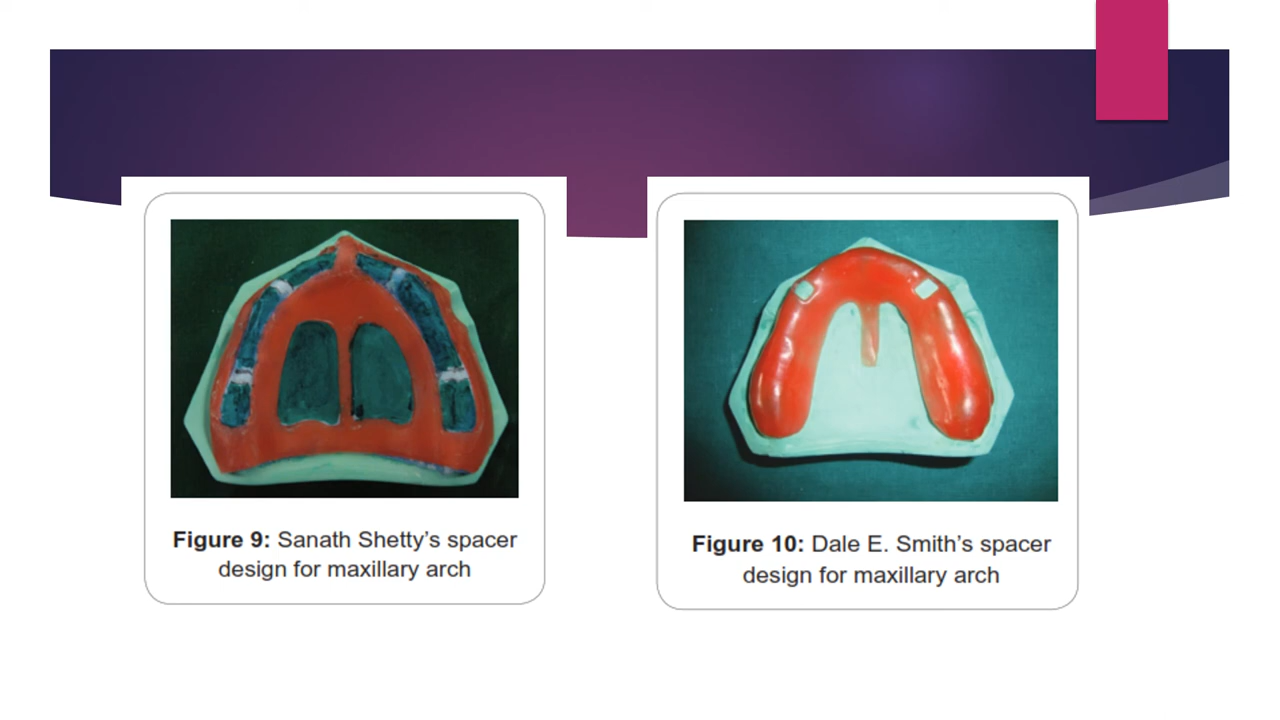 Figure 9: Sanath Shetty’s spacer
design for maxillary arch
Figure 10: Dale E. Smith’s spacer
design for maxillary arch